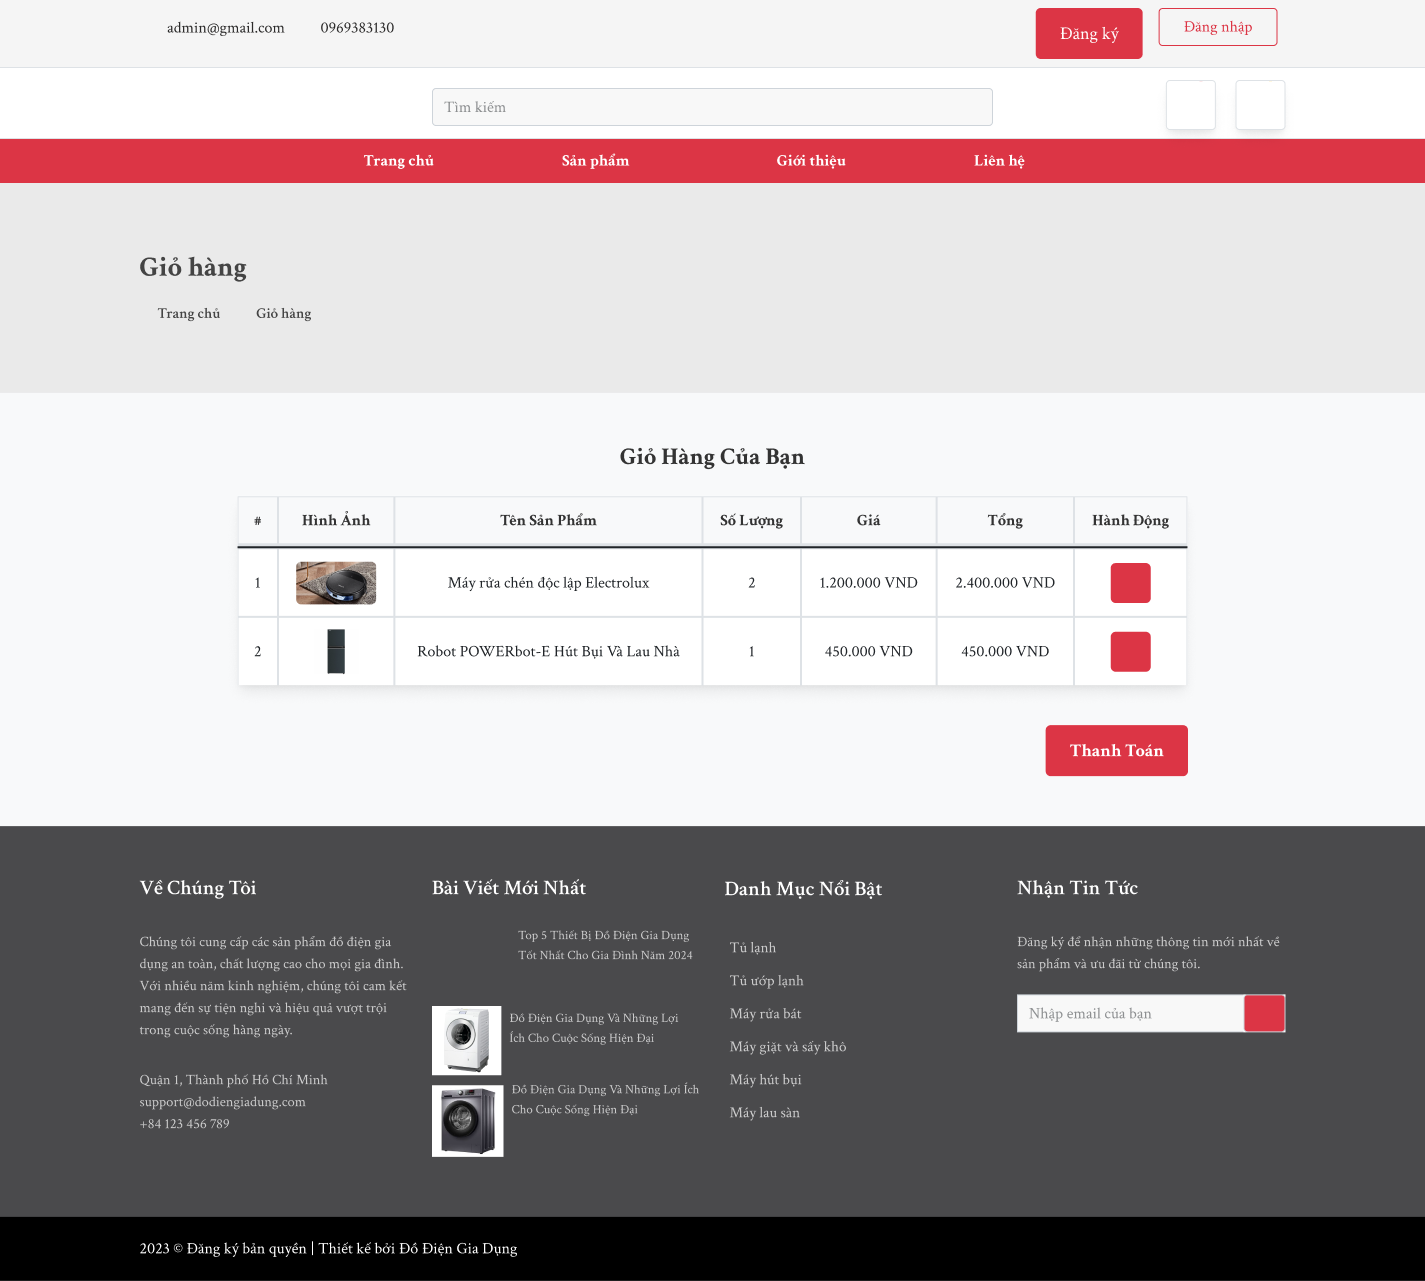 admin@gmail.com 0969383130 Đăng ký Đăng nhập
Tìm kiếm
Trang chủ Sản phẩm Giới thiệu Liên hệ
Giỏ hàng
Trang chủ Giỏ hàng
Giỏ Hàng Của Bạn
# Hình Ảnh Tên Sản Phẩm Số Lượng Giá Tổng Hành Động
1 Máy rửa chén độc lập Electrolux 2 1.200.000 VND 2.400.000 VND
2 Robot POWERbot-E Hút Bụi Và Lau Nhà 1 450.000 VND 450.000 VND
Thanh Toán
Về Chúng Tôi
Chúng tôi cung cấp các sản phẩm đồ điện gia
dụng an toàn, chất lượng cao cho mọi gia đình.
Với nhiều năm kinh nghiệm, chúng tôi cam kết
mang đến sự tiện nghi và hiệu quả vượt trội
trong cuộc sống hàng ngày.
Quận 1, Thành phố Hồ Chí Minh
support@dodiengiadung.com
+84 123 456 789
Bài Viết Mới Nhất
Top 5 Thiết Bị Đồ Điện Gia Dụng
Tốt Nhất Cho Gia Đình Năm 2024
Đồ Điện Gia Dụng Và Những Lợi
Ích Cho Cuộc Sống Hiện Đại
Đồ Điện Gia Dụng Và Những Lợi Ích
Cho Cuộc Sống Hiện Đại
Danh Mục Nổi Bật
Tủ lạnh
Tủ ướp lạnh
Máy rửa bát
Máy giặt và sấy khô
Máy hút bụi
Máy lau sàn
Nhận Tin Tức
Đăng ký để nhận những thông tin mới nhất về
sản phẩm và ưu đãi từ chúng tôi.
Nhập email của bạn
2023 © Đăng ký bản quyền | Thiết kế bởi Đồ Điện Gia Dụng